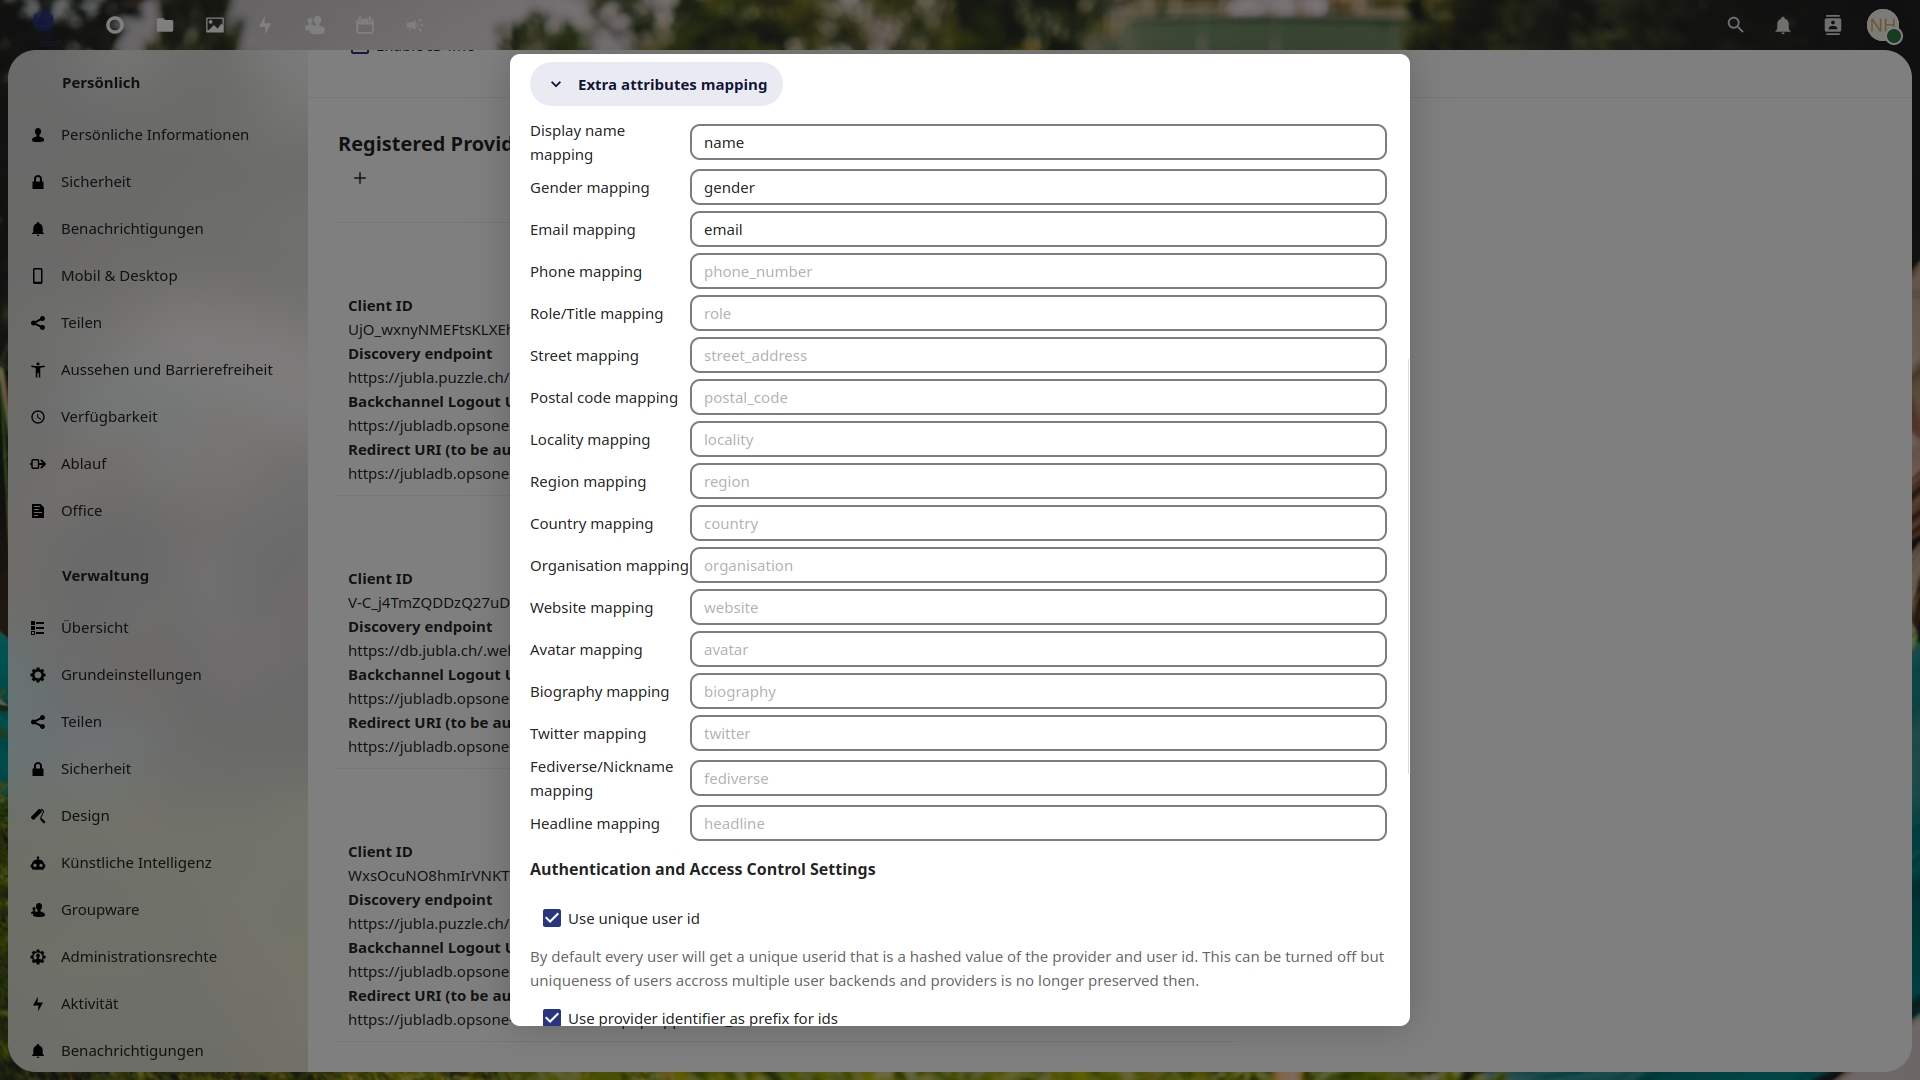 NH
Persönlich
Persönliche Informationen
Sicherheit
Benachrichtigungen
Mobil & Desktop
Teilen
Aussehen und Barrierefreiheit
Verfügbarkeit
Ablauf
Office
Verwaltung
Übersicht
Grundeinstellungen
Teilen
Sicherheit
Design
Künstliche Intelligenz
Groupware
Administrationsrechte
Aktivität
Benachrichtigungen
Registered Provid
Client ID
UjO_wxnyNMEFtsKLXEh
Discovery endpoint
https://jubla.puzzle.ch/
Backchannel Logout U
https://jubladb.opsone
Redirect URI (to be au
https://jubladb.opsone
Client ID
V-C_j4TmZQDDzQ27uD
Discovery endpoint
https://db.jubla.ch/.wel
Backchannel Logout U
https://jubladb.opsone
Redirect URI (to be au
https://jubladb.opsone
Client ID
WxsOcuNO8hmIrVNKT
Discovery endpoint
https://jubla.puzzle.ch/
Backchannel Logout U
https://jubladb.opsone
Redirect URI (to be au
https://jubladb.opsone
Extra attributes mapping
Display name
mapping
name
Gender mapping
gender
Email mapping
email
Phone mapping
phone_number
Role/Title mapping
role
Street mapping
street_address
Postal code mapping
postal_code
Locality mapping
locality
Region mapping
region
Country mapping
country
Organisation mapping
organisation
Website mapping
website
Avatar mapping
avatar
Biography mapping
biography
Twitter mapping
twitter
Fediverse/Nickname
mapping
fediverse
Headline mapping
headline
Authentication and Access Control Settings
Use unique user id
By default every user will get a unique userid that is a hashed value of the provider and user id. This can be turned off but
uniqueness of users accross multiple user backends and providers is no longer preserved then.
Use provider identifier as prefix for ids